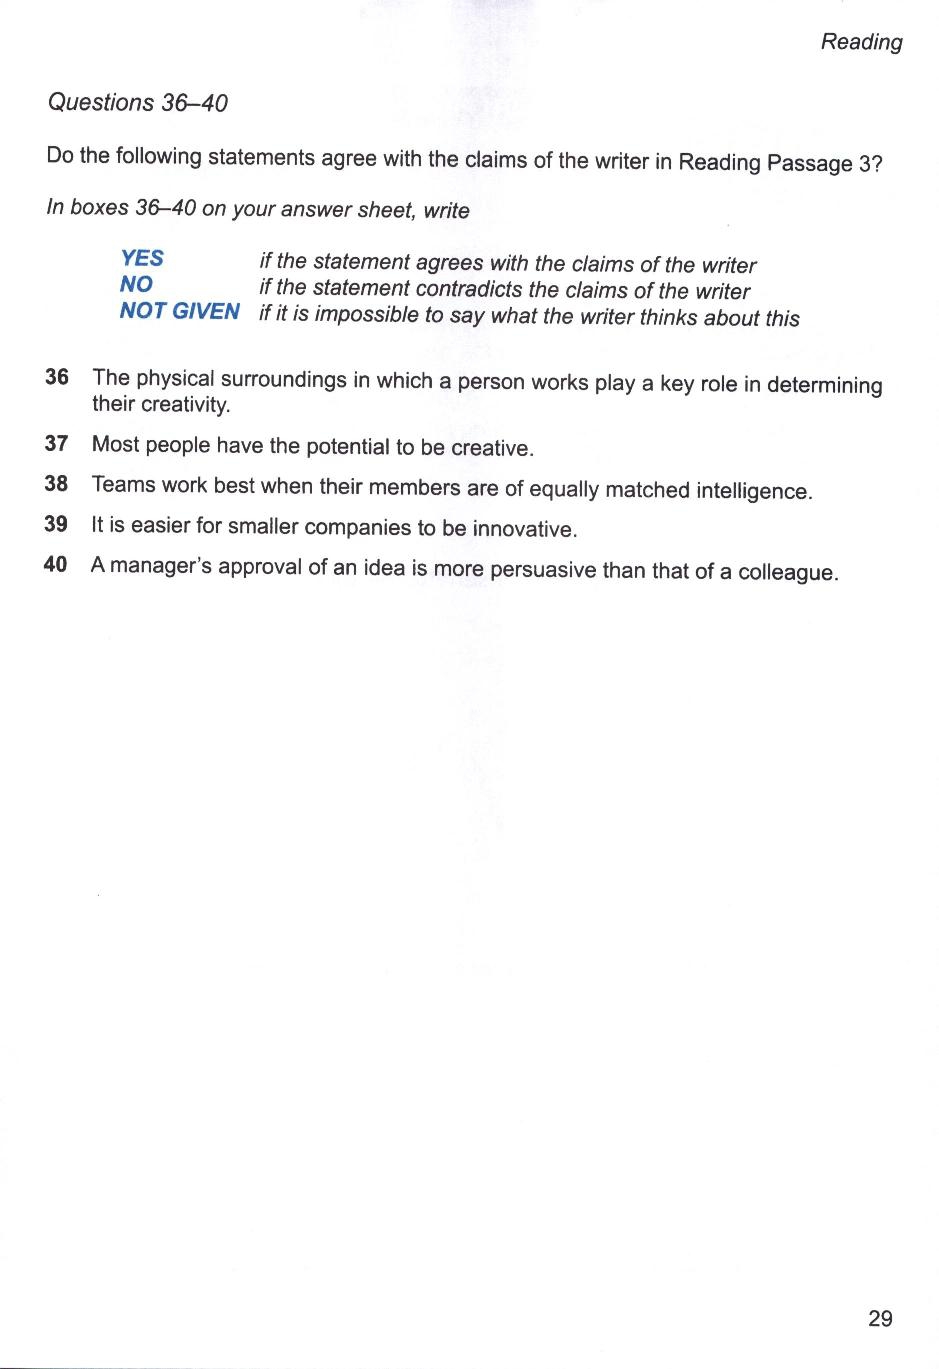 Reading
Questions 36–40
Do the following statements agree with the claims of the writer in Reading Passage 3?
In boxes 36–40 on your answer sheet, write
YES if the statement agrees with the claims of the writer
NO if the statement contradicts the claims of the writer
NOT GIVEN if it is impossible to say what the writer thinks about this
36 The physical surroundings in which a person works play a key role in determining
their creativity.
37 Most people have the potential to be creative.
38 Teams work best when their members are of equally matched intelligence.
39 It is easier for smaller companies to be innovative.
40 A manager's approval of an idea is more persuasive than that of a colleague.
29